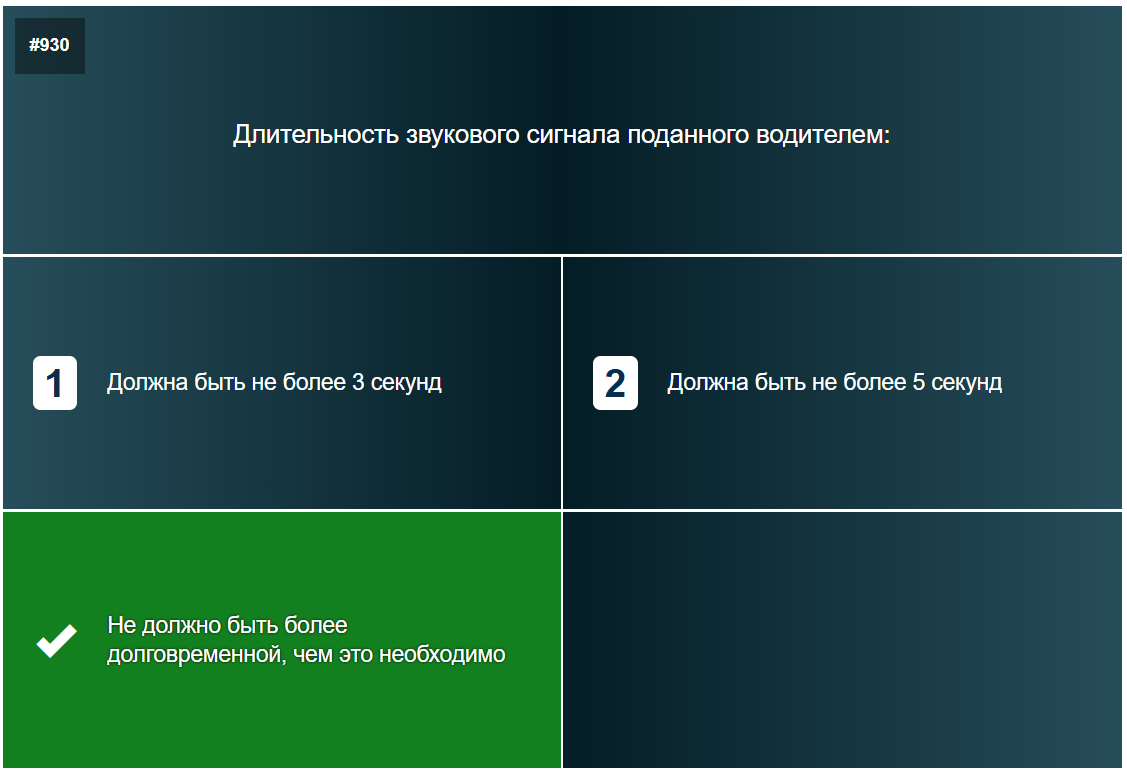 #930
Длительность звукового сигнала поданного водителем:
1 Должна быть не более 3 секунд
2 Должна быть не более 5 секунд
Не должно быть более
долговременной, чем это необходимо